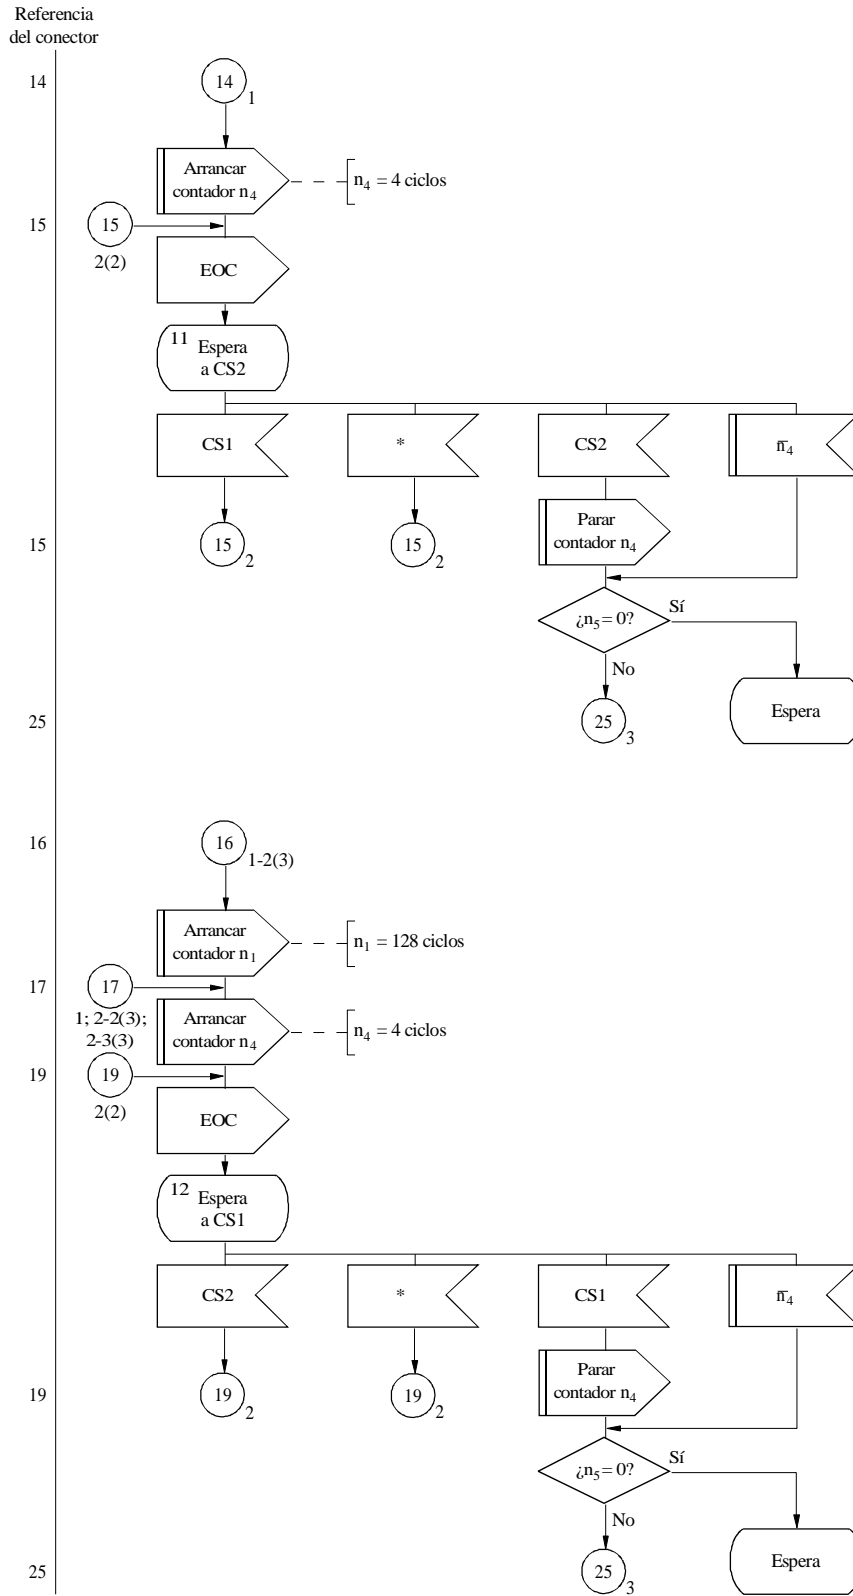 Referencia
del conector
14
14
1
Arrancar
contador n4
n4 = 4 ciclos
15
15
2(2)
EOC
11
Espera
a CS2
CS1
*
CS2
n̅4
15
15
2
15
2
Parar
contador n4
¿n5 = 0?
Sí
No
25
25
3
Espera
16
16
1-2(3)
Arrancar
contador n1
n1 = 128 ciclos
17
17
1; 2-2(3);
2-3(3)
Arrancar
contador n4
n4 = 4 ciclos
19
19
2(2)
EOC
12
Espera
a CS1
CS2
*
CS1
n̅4
19
19
2
19
2
Parar
contador n4
¿n5 = 0?
Sí
No
25
25
3
Espera